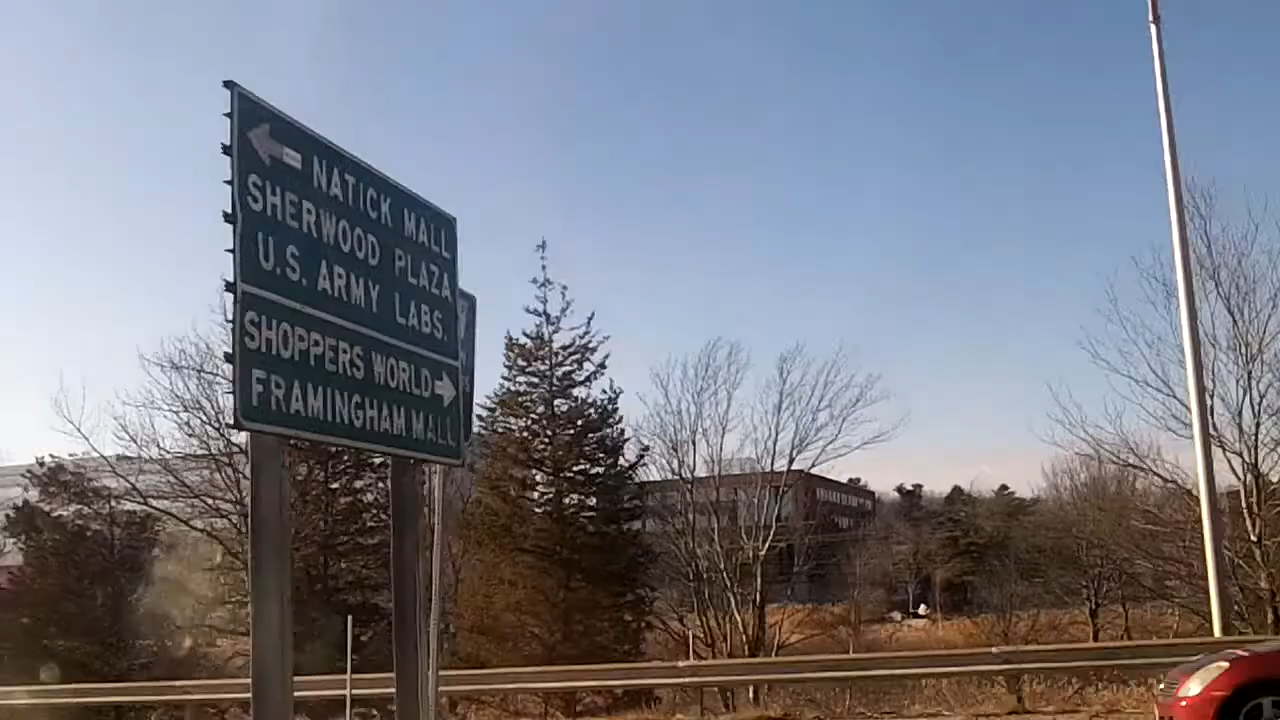 NATICK MALL
SHERWOOD PLAZA
U.S. ARMY LABS.
SHOPPERS WORLD
FRAMINGHAM MALL